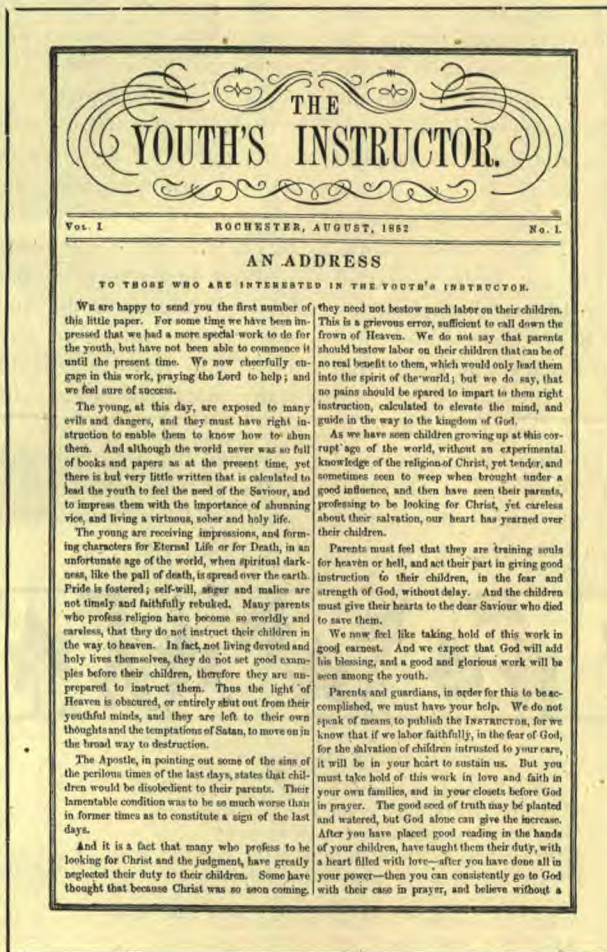 THE
YOUTH'S INSTRUCTOR.
VOL. I ROCHESTER, AUGUST, 1852 No. 1.
AN ADDRESS
TO THOSE WHO ARE INTERESTED IN THE YOUTH'S INSTRUCTOR.
WE are happy to send you the first number of
this little paper. For some time we have been im-
pressed that we had a more special work to do for
the youth, but have not been able to commence it
until the present time. We now cheerfully en-
gage in this work, praying the Lord to help; and
we feel sure of success.
The young, at this day, are exposed to many
evils and dangers, and they must have right in-
struction to enable them to know how to shun
them. And although the world never was so full
of books and papers as at the present time, yet
there is but very little written that is calculated to
lead the youth to feel the need of the Saviour, and
to impress them with the importance of shunning
vice, and living a virtuous, sober and holy life.
The young are receiving impressions, and form-
ing characters for Eternal Life or for Death, in an
unfortunate age of the world, when spiritual dark-
ness, like the pall of death, is spread over the earth.
Pride is fostered; self-will, anger and malice are
not timely and faithfully rebuked. Many parents
who profess religion have become so worldly and
careless, that they do not instruct their children in
the way to heaven. In fact, not living devoted and
holy lives themselves, they do not set good exam-
ples before their children, therefore they are un-
prepared to instruct them. Thus the light of
Heaven is obscured, or entirely shut out from their
youthful minds, and they are left to their own
thoughts and the temptations of Satan, to move on in
the broad way to destruction.
The Apostle, in pointing out some of the sins of
the perilous times of the last days, states that chil-
dren would be disobedient to their parents. Their
lamentable condition was to be so much worse than
in former times as to constitute a sign of the last
days.
And it is a fact that many who profess to be
looking for Christ and the judgment, have greatly
neglected their duty to their children. Some have
thought that because Christ was so soon coming,
they need not bestow much labor on their children.
This is a grievous error, sufficient to call down the
frown of Heaven. We do not say that parents
should bestow labor on their children that can be of
no real benefit to them, which would only lead them
into the spirit of the world; but we do say, that
no pains should be spared to impart to them right
instruction, calculated to elevate the mind, and
guide in the way to the kingdom of God.
As we have seen children growing up at this cor-
rupt age of the world, without an experimental
knowledge of the religion of Christ, yet tender, and
sometimes seen to weep when brought under a
good influence, and then have seen their parents,
professing to be looking for Christ, yet careless
about their salvation, our heart has yearned over
their children.
Parents must feel that they are training souls
for heaven or hell, and act their part in giving good
instruction to their children, in the fear and
strength of God, without delay. And the children
must give their hearts to the dear Saviour who died
to save them.
We now feel like taking hold of this work in
good earnest. And we expect that God will add
his blessing, and a good and glorious work will be
seen among the youth.
Parents and guardians, in order for this to be ac-
complished, we must have your help. We do not
speak of means to publish the INSTRUCTOR, for we
know that if we labor faithfully, in the fear of God,
for the salvation of children intrusted to your care,
it will be in your heart to sustain us. But you
must take hold of this work in love and faith in
your own families, and in your closets before God
in prayer. The good seed of truth may be planted
and watered, but God alone can give the increase.
After you have placed good reading in the hands
of your children, have taught them their duty, with
a heart filled with love—after you have done all in
your power—then you can consistently go to God
with their case in prayer, and believe without a